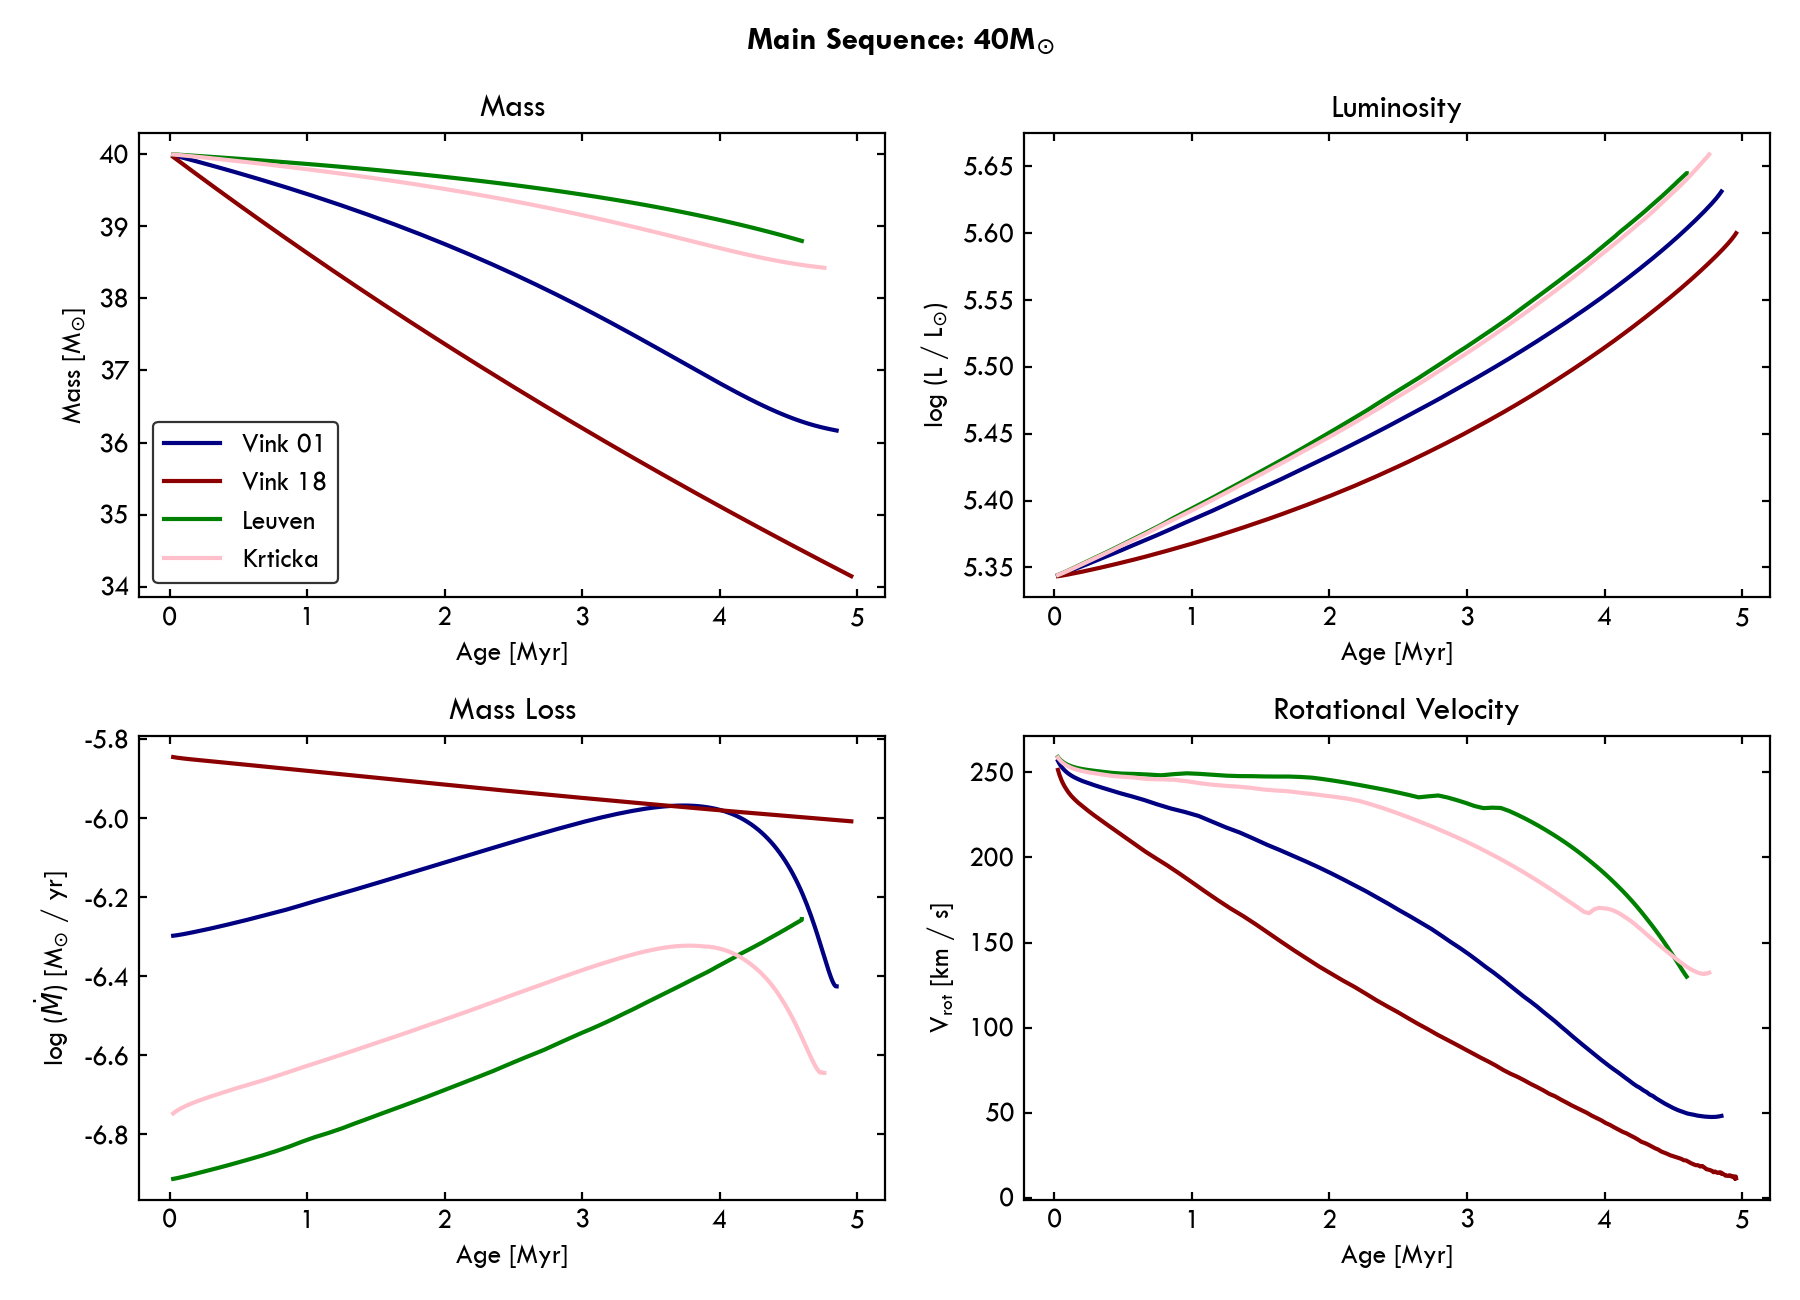 Main Sequence: 40M⊙
Mass
Mass [M⊙]
40
39
38
37
36
35
34
Vink 01
Vink 18
Leuven
Krticka
0 1 2 3 4 5
Age [Myr]
Luminosity
log (L / L⊙)
5.65
5.60
5.55
5.50
5.45
5.40
5.35
0 1 2 3 4 5
Age [Myr]
Mass Loss
log (Ṁ) [M⊙ / yr]
-5.8
-6.0
-6.2
-6.4
-6.6
-6.8
0 1 2 3 4 5
Age [Myr]
Rotational Velocity
Vrot [km / s]
250
200
150
100
50
0
0 1 2 3 4 5
Age [Myr]